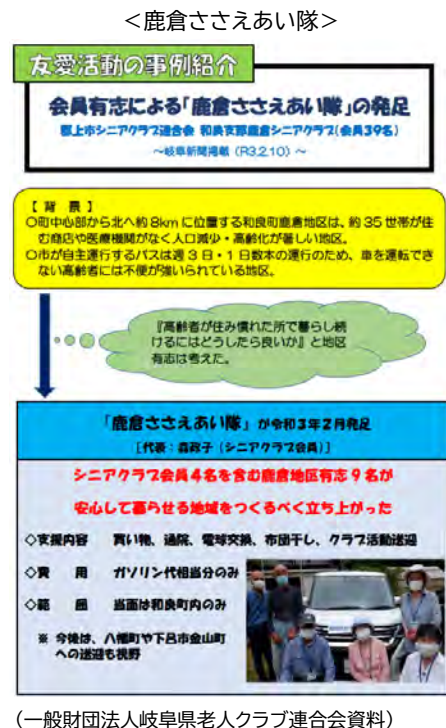 ＜鹿倉ささえあい隊＞
友愛活動の事例紹介
会員有志による「鹿倉ささえあい隊」の発足
郡上市シニアクラブ連合会 和良支部鹿倉シニアクラブ(会員39名)
～岐阜新聞掲載（R3.2.10）～
【背 景】
○町中心部から北へ約8kmに位置する和良町鹿倉地区は、約35世帯が住
む商店や医療機関がなく人口減少・高齢化が著しい地区。
○市が自主運行するバスは週3日・1日数本の運行のため、車を運転でき
ない高齢者には不便が強いられている地区。
『高齢者が住み慣れた所で暮らし続
けるにはどうしたら良いか』と地区
有志は考えた。
「鹿倉ささえあい隊」が令和3年2月発足
［代表：森政子（シニアクラブ会員）］
シニアクラブ会員4名を含む鹿倉地区有志9名が
安心して暮らせる地域をつくるべく立ち上がった
◇支援内容 買い物、通院、電球交換、布団干し、クラブ活動送迎
◇費 用 ガソリン代相当分のみ
◇範 囲 当面は和良町内のみ
※ 今後は、八幡町や下呂市金山町
への送迎も視野
（一般財団法人岐阜県老人クラブ連合会資料）